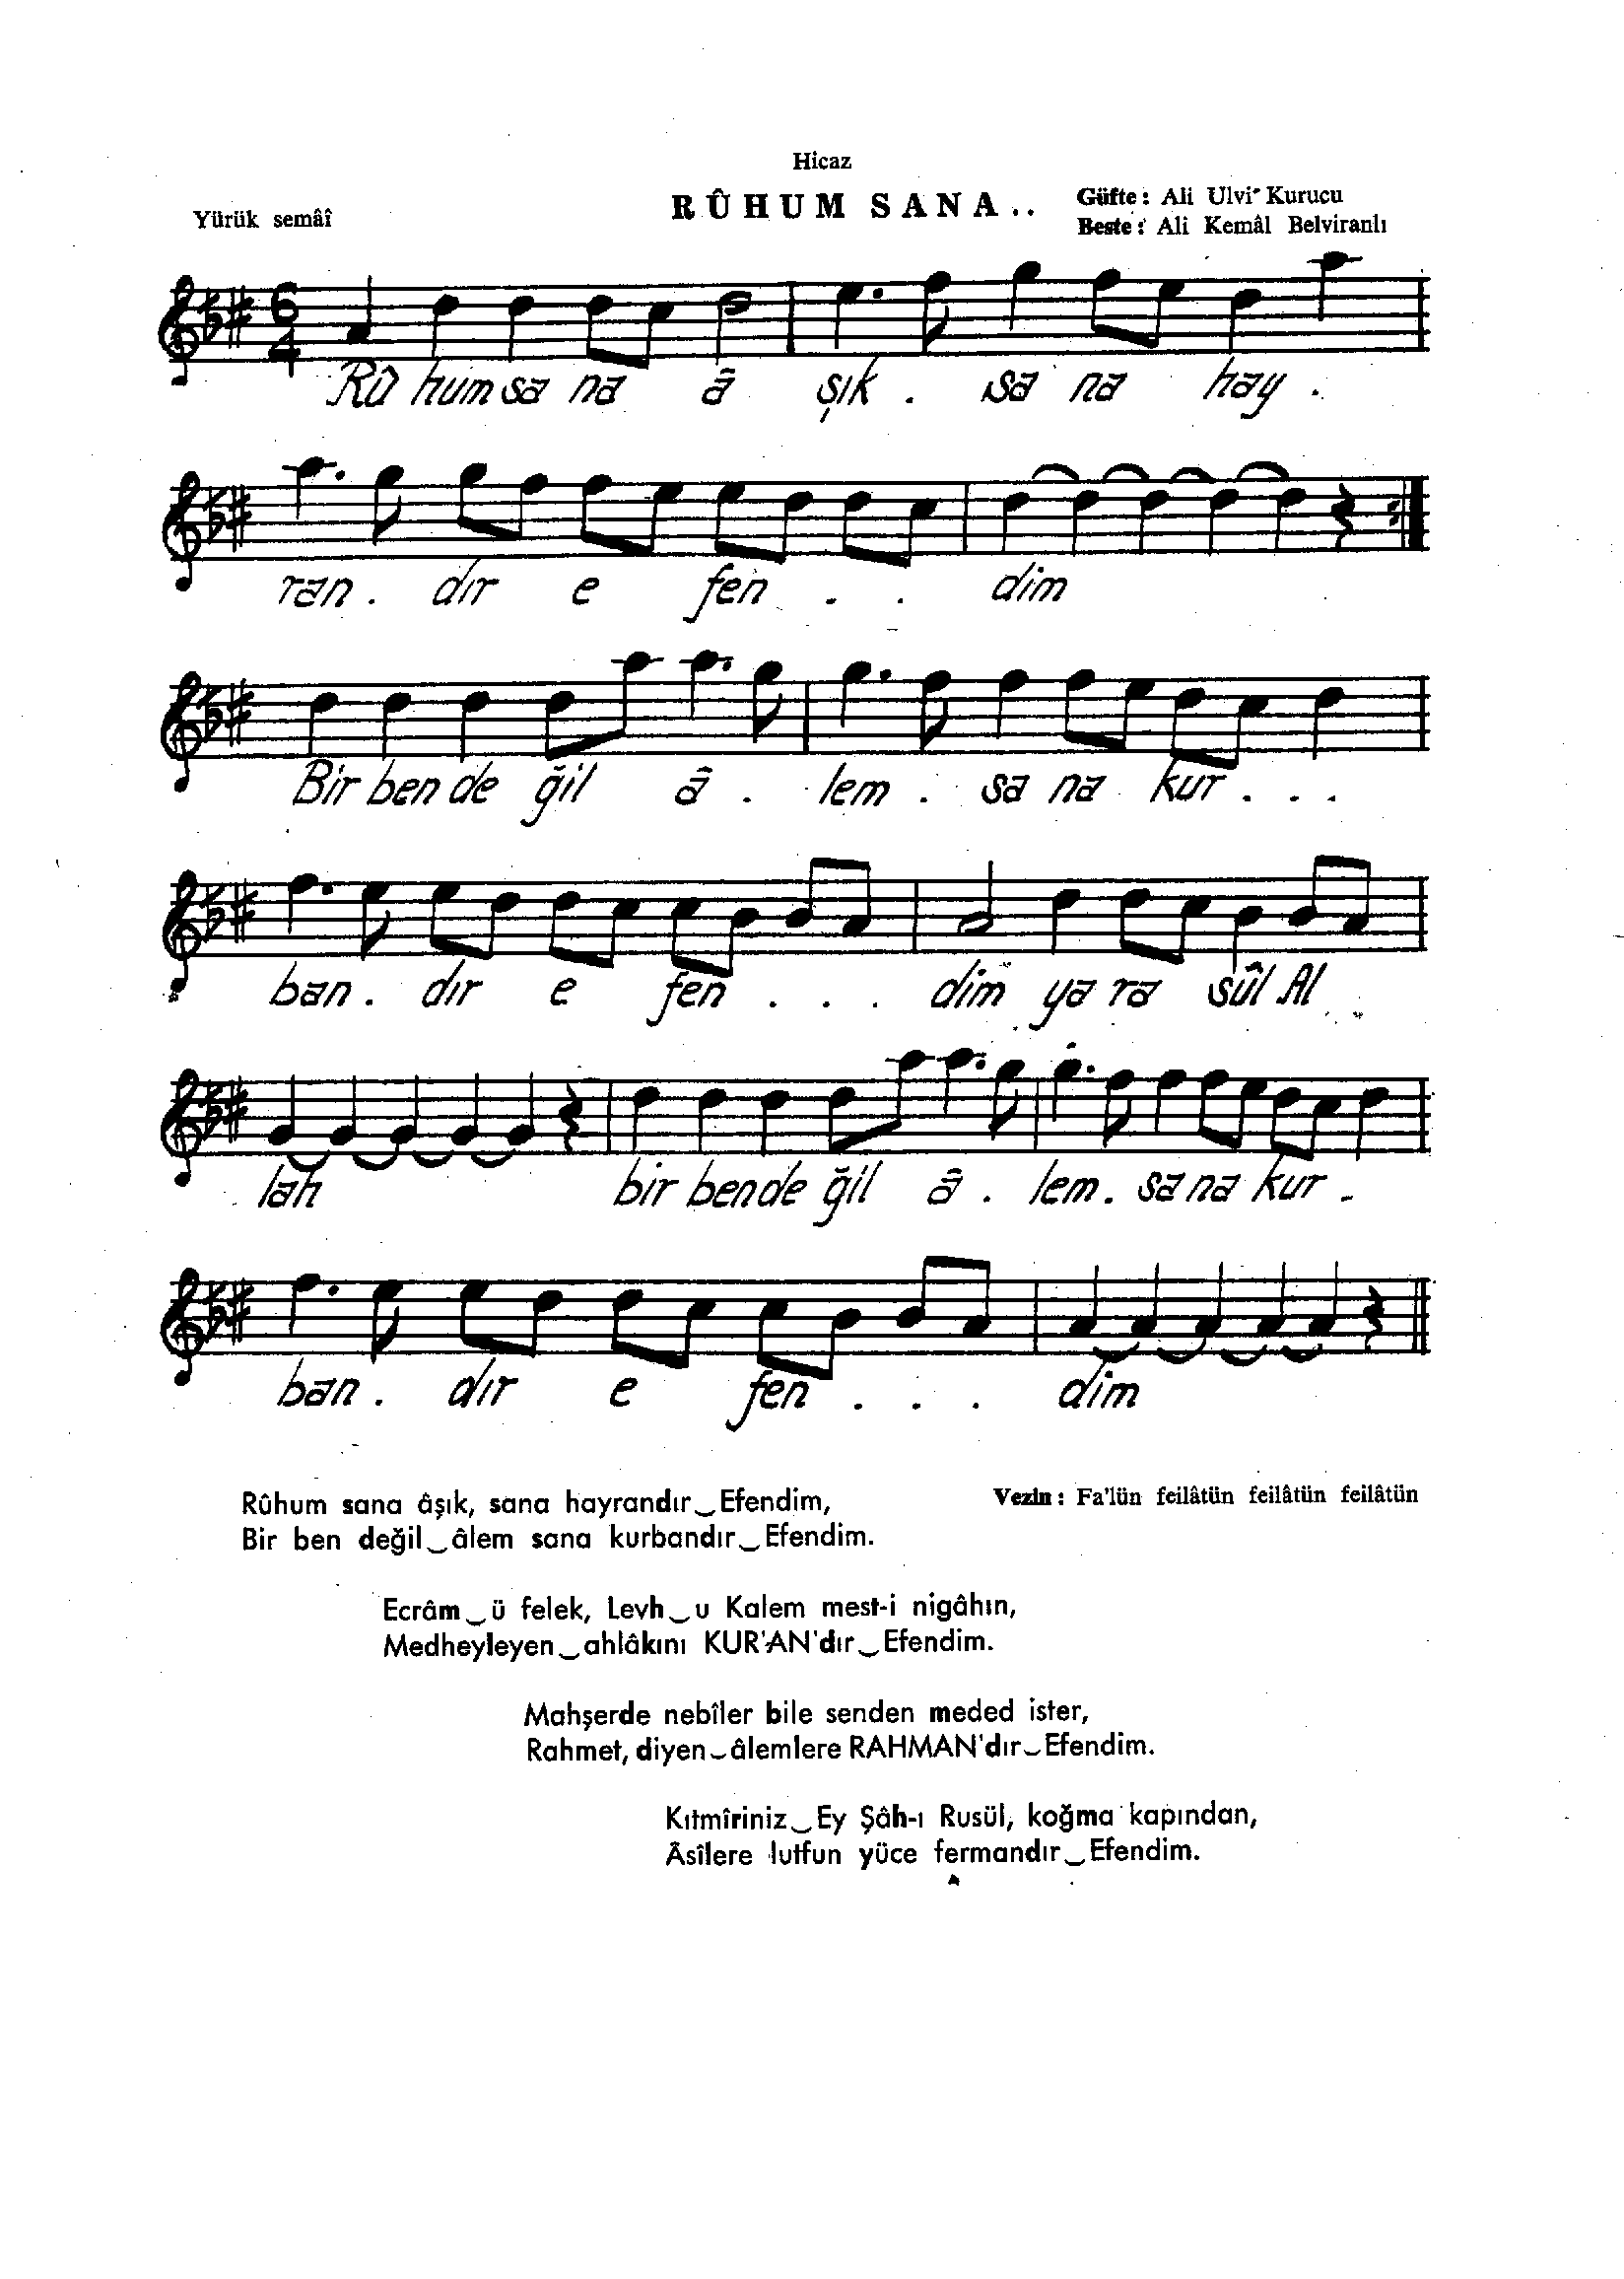 Hicaz
Yürük semâî
RÛHUM SANA..
Güfte: Ali Ulvi Kurucu
Beste: Ali Kemâl Belviranlı
6
4
Rû hum sa na â şık . sa na hay .
ran . dır e fen . . dim
Bir ben de ğil â . lem . sa na kur . . .
ban . dır e fen . . . dim ya ra sûl Al
lah bir ben de ğil â . lem . sa na kur .
ban . dır e fen . . . dim
Vezin: Fa'lün feilâtün feilâtün feilâtün
Rûhum sana âşık, sana hayrandır‿Efendim,
Bir ben değil‿âlem sana kurbandır‿Efendim.
Ecrâm‿ü felek, Levh‿u Kalem mest-i nigâhın,
Medheyleyen‿ahlâkını KUR'AN'dır‿Efendim.
Mahşerde nebîler bile senden meded ister,
Rahmet, diyen‿âlemlere RAHMAN'dır‿Efendim.
Kıtmîriniz‿Ey Şâh-ı Rusül, koğma kapından,
Âsîlere lutfun yüce fermandır‿Efendim.